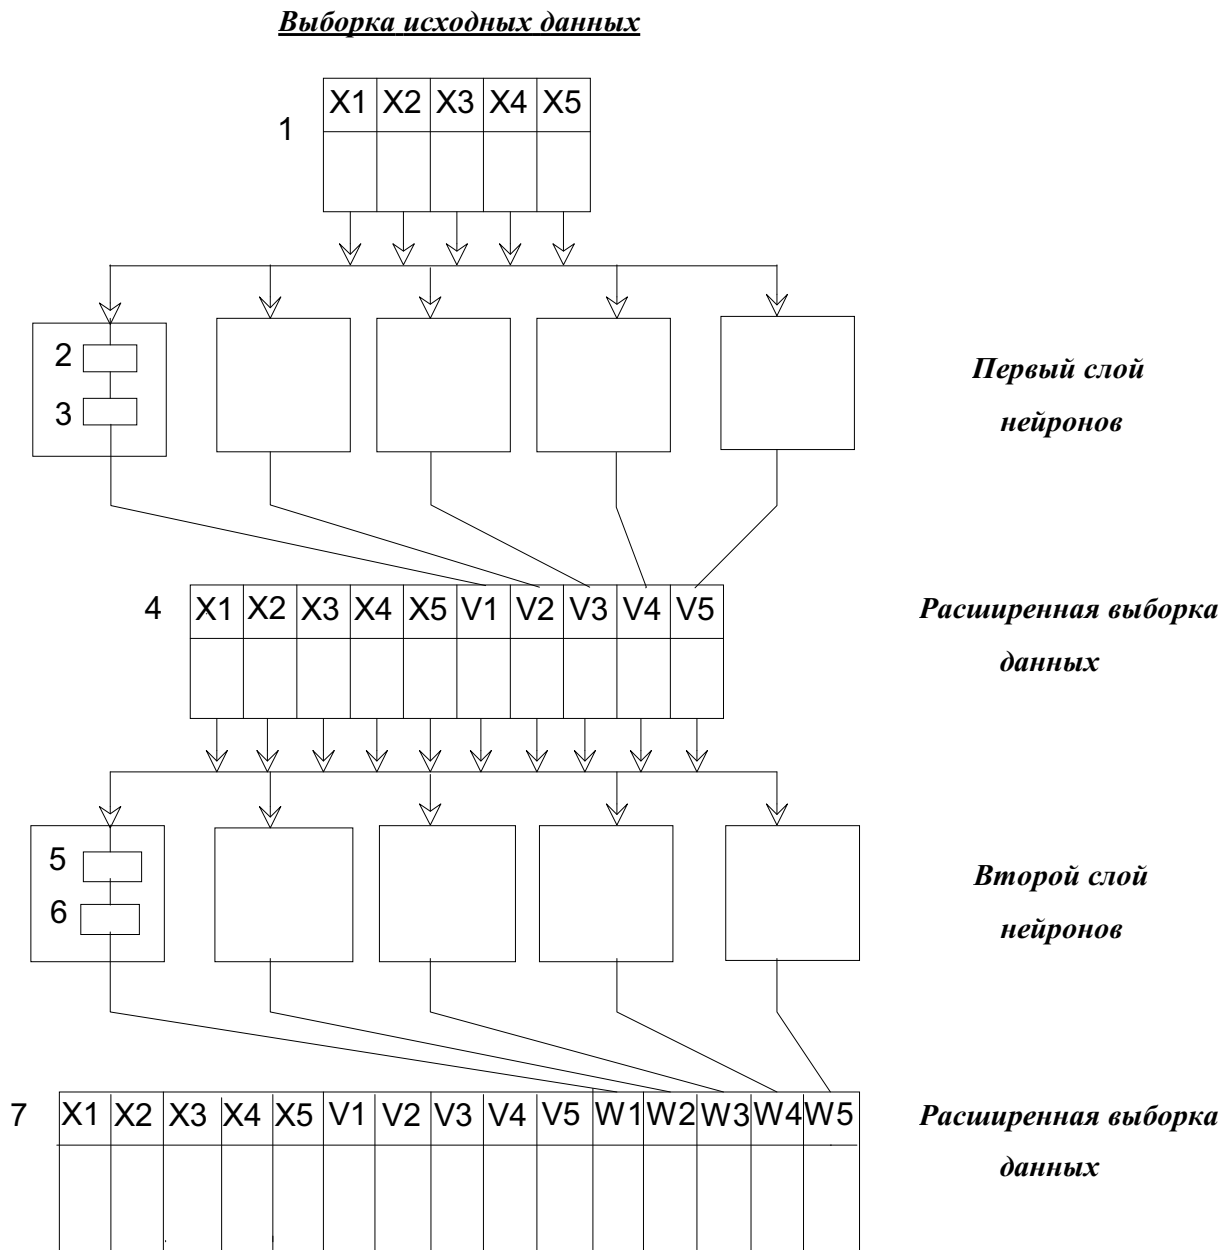 Выборка исходных данных
X1 X2 X3 X4 X5
1
2
3
Первый слой
нейронов
4 X1 X2 X3 X4 X5 V1 V2 V3 V4 V5
Расширенная выборка
данных
5
6
Второй слой
нейронов
7 X1 X2 X3 X4 X5 V1 V2 V3 V4 V5 W1 W2 W3 W4 W5
Расширенная выборка
данных